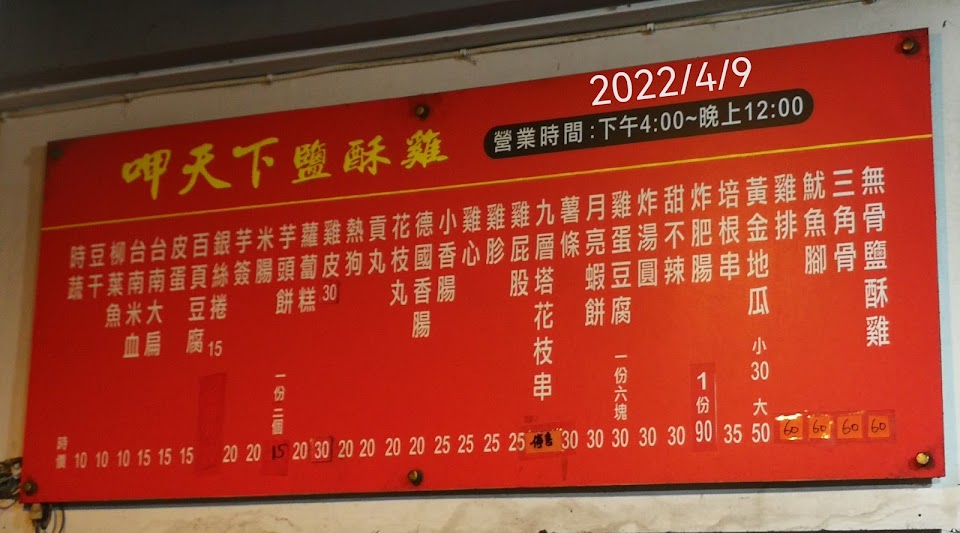 2022/4/9
呷天下鹽酥雞
營業時間:下午4:00~晚上12:00
無骨鹽酥雞 60
三角骨 60
魷魚腳 60
雞排 60
黃金地瓜 小30 大50
培根串 35
炸肥腸 1份90
甜不辣 30
炸湯圓 30
雞蛋豆腐 一份六塊 30
月亮蝦餅 30
薯條 30
九層塔花枝串 停售
雞屁股 25
雞胗 25
雞心 25
小香腸 25
德國香腸 20
花枝丸 20
貢丸 20
熱狗 20
雞皮 30 30
蘿蔔糕 20
芋頭餅 一份二個 15
米腸 20
芋簽 20
銀絲捲 15
百頁豆腐 15
皮蛋 15
台南大扁 15
台南米血 10
柳葉魚 10
豆干 10
時蔬 時價